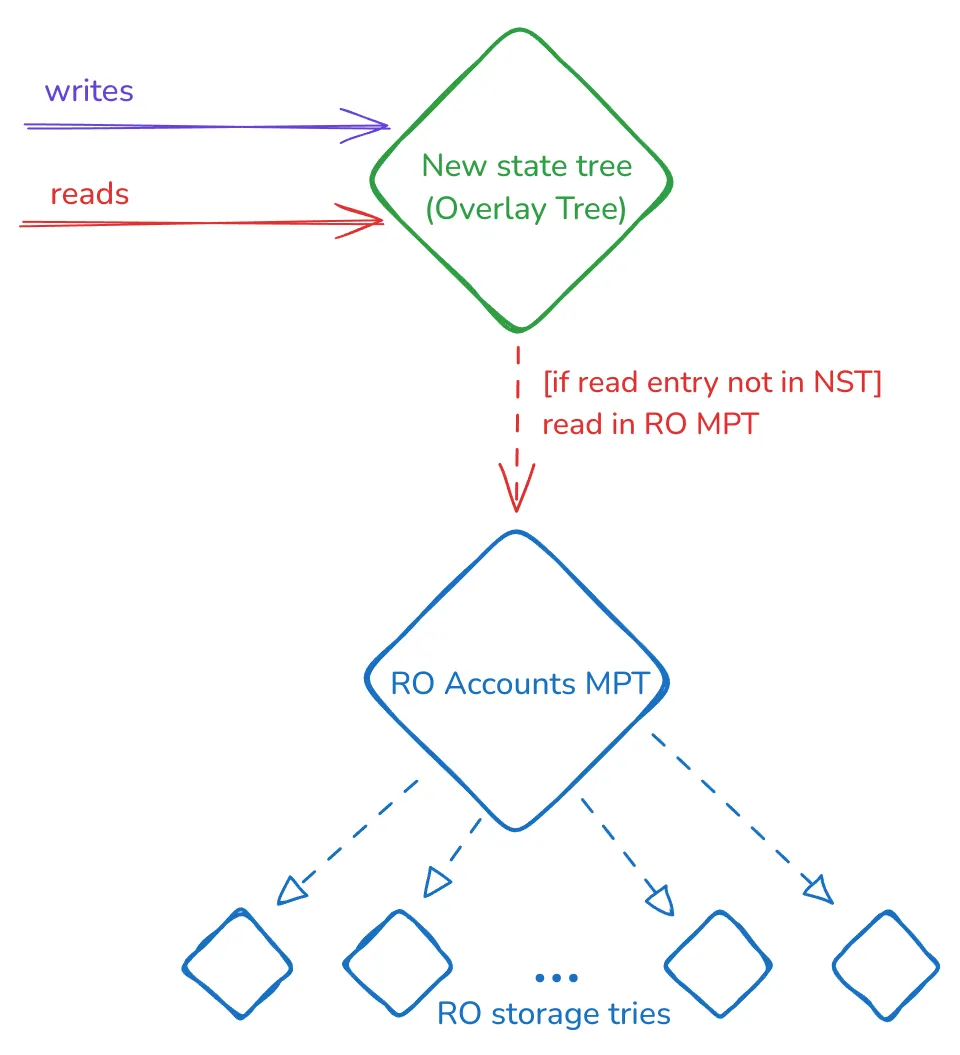 writes
reads
New state tree
(Overlay Tree)
[if read entry not in NST]
read in RO MPT
RO Accounts MPT
...
RO storage tries